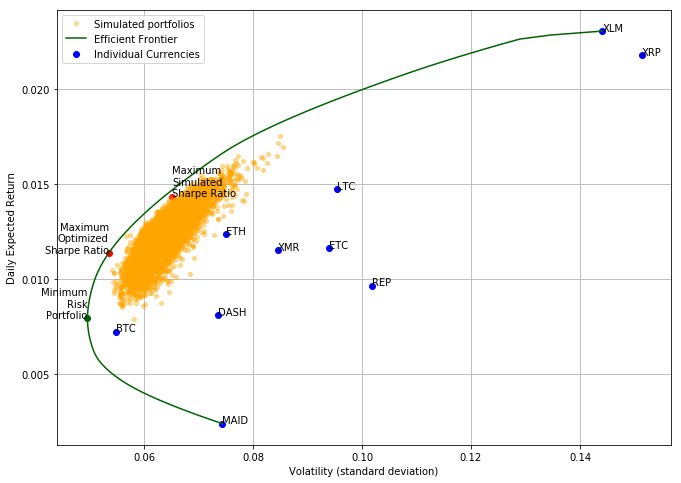 Simulated portfolios
Efficient Frontier
Individual Currencies
XLM
XRP
0.020
Maximum
Simulated
Sharpe Ratio
LTC
0.015
Maximum
Optimized
Sharpe Ratio
ETH
XMR
ETC
0.010
REP
Minimum
Risk
Portfolio
DASH
BTC
0.005
MAID
0.06
0.08
0.10
0.12
0.14
Volatility (standard deviation)
Daily Expected Return